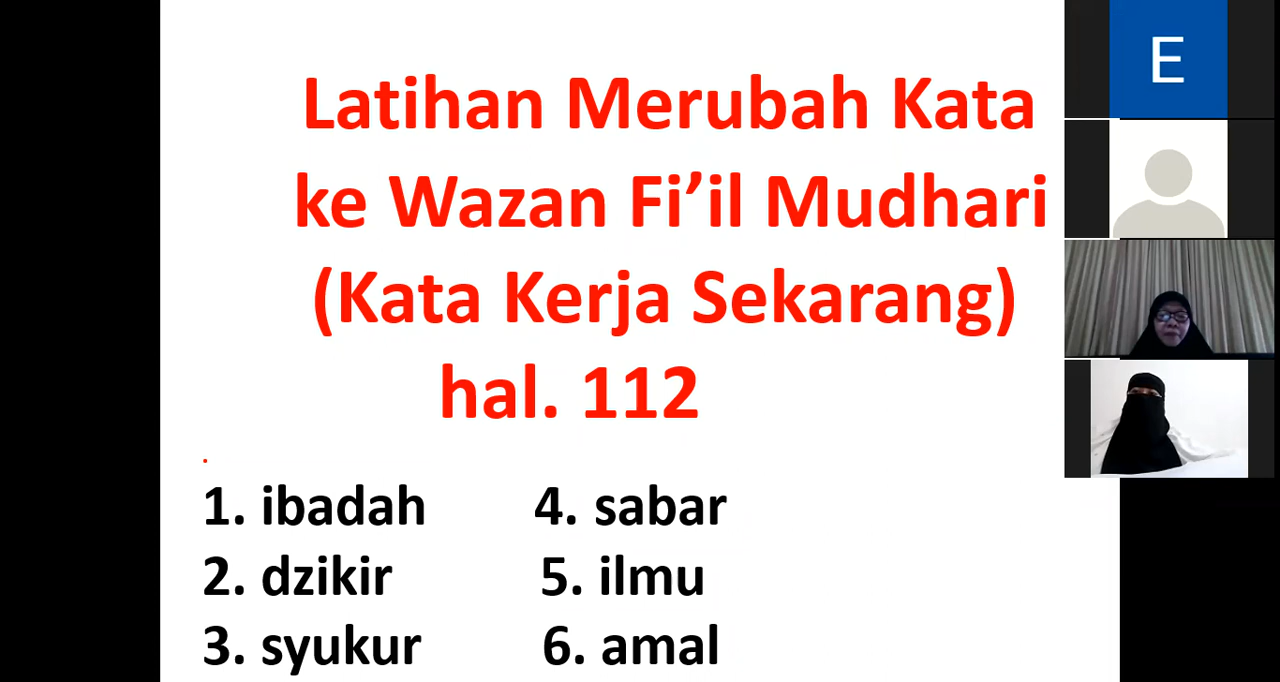 Latihan Merubah Kata
ke Wazan Fi’il Mudhari
(Kata Kerja Sekarang)
hal. 112
1. ibadah 4. sabar
2. dzikir 5. ilmu
3. syukur 6. amal
E